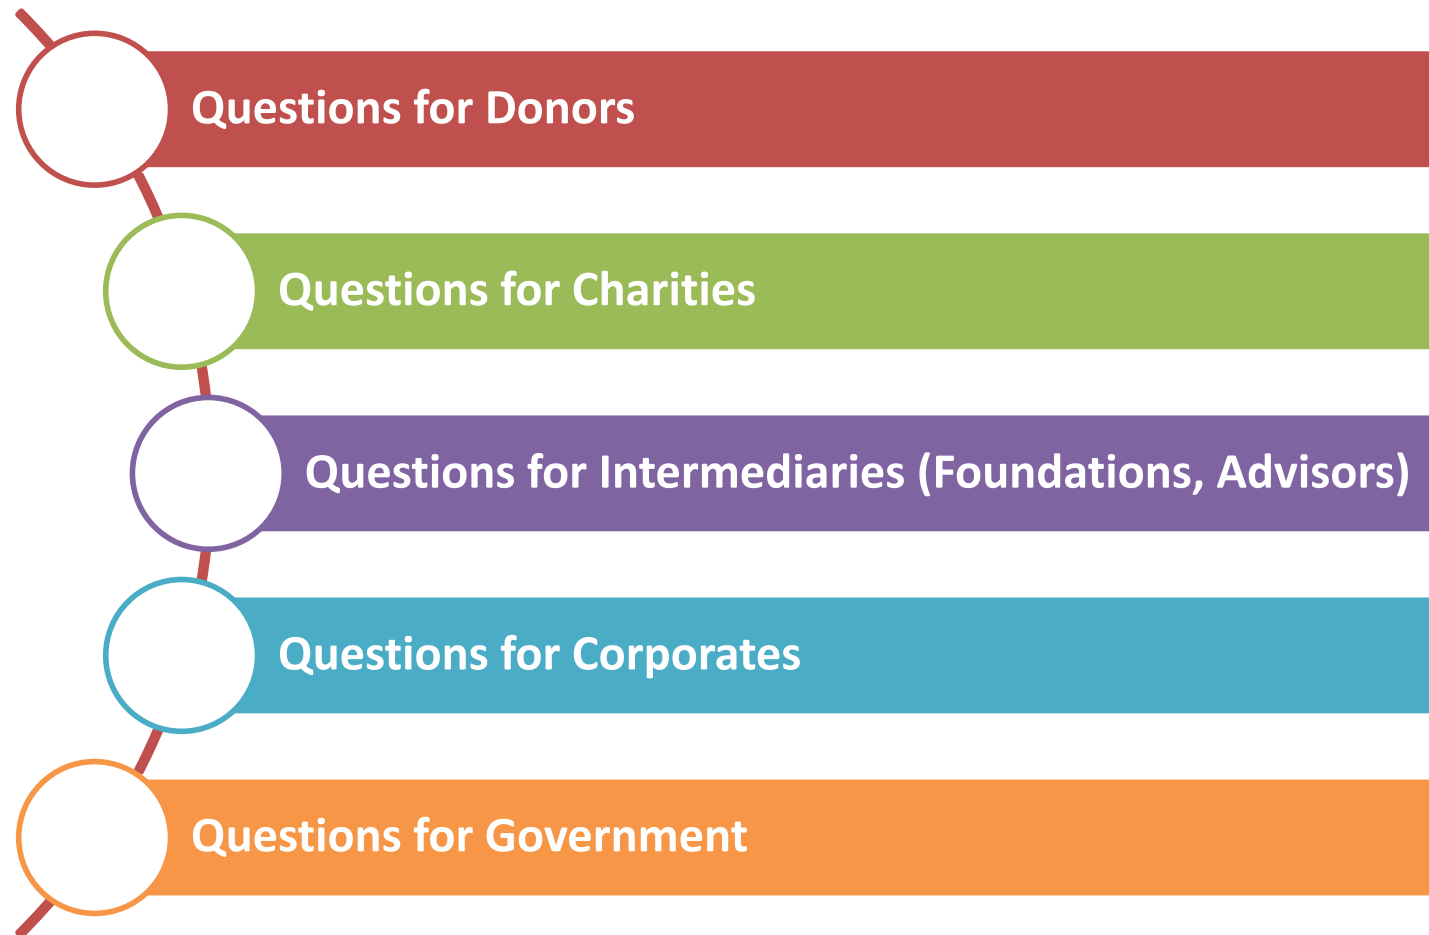 Questions for Donors
Questions for Charities
Questions for Intermediaries (Foundations, Advisors)
Questions for Corporates
Questions for Government